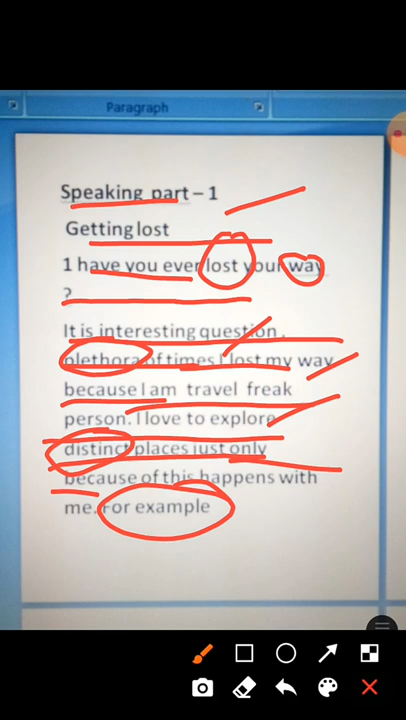 Paragraph
Speaking part – 1
Getting lost
1 have you ever lost your way
?
It is interesting question .
plethora of times I lost my way
because I am travel freak
person. I love to explore
distinct places just only
because of this happens with
me. For example